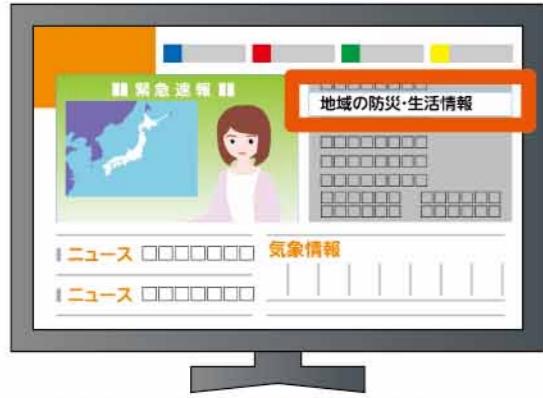 緊急速報
地域の防災・生活情報
ニュース
気象情報
ニュース